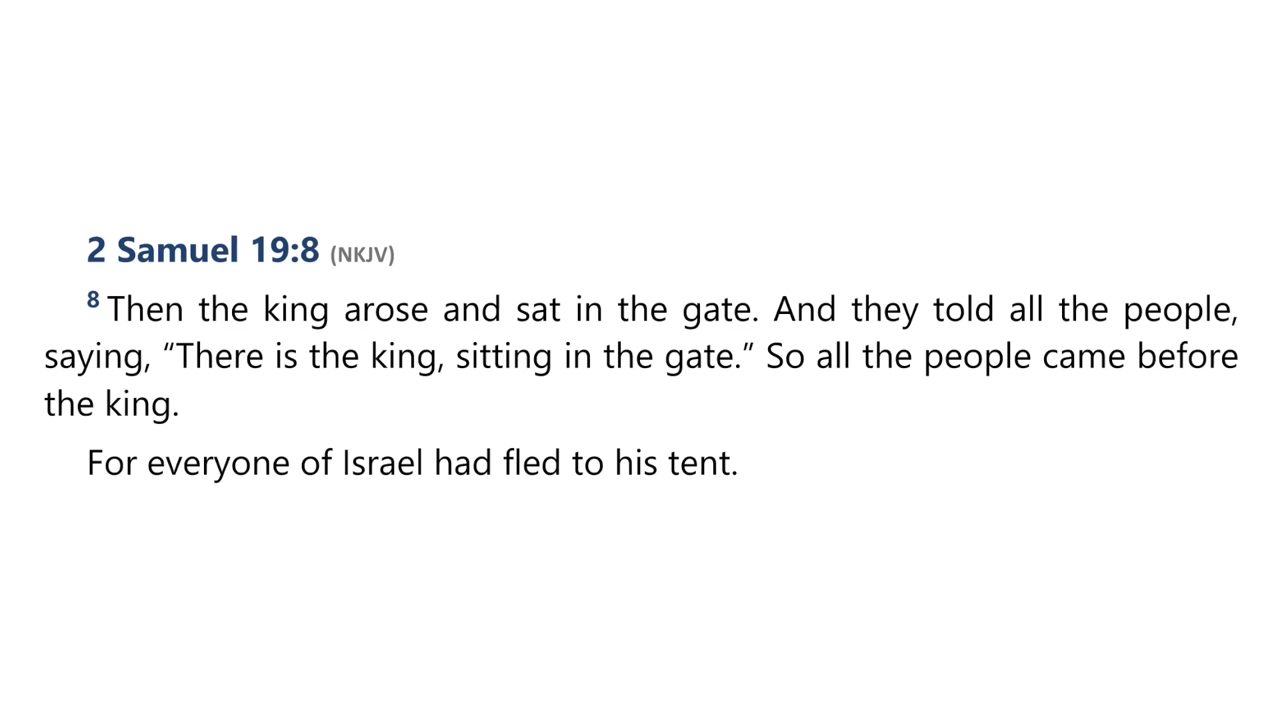 2 Samuel 19:8 (NKJV)
8 Then the king arose and sat in the gate. And they told all the people,
saying, “There is the king, sitting in the gate.” So all the people came before
the king.
For everyone of Israel had fled to his tent.